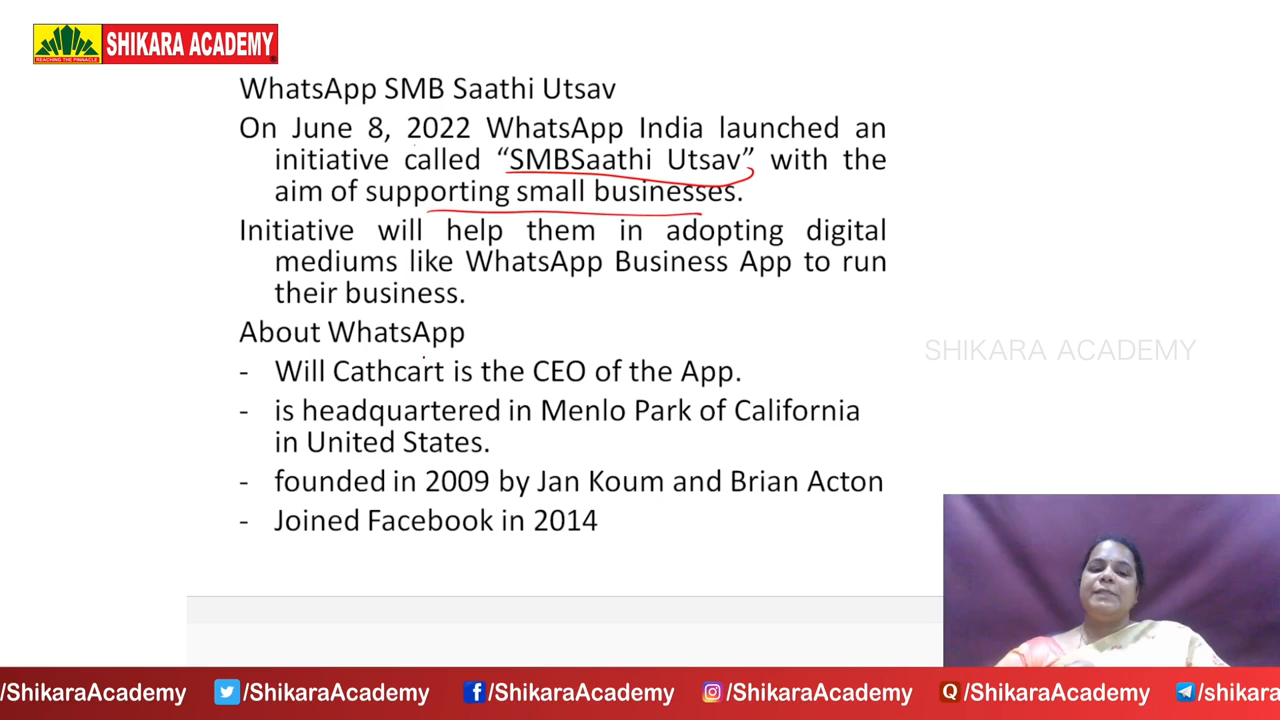 SHIKARA ACADEMY
REACHING THE PINNACLE
WhatsApp SMB Saathi Utsav
On June 8, 2022 WhatsApp India launched an
initiative called “SMBSaathi Utsav” with the
aim of supporting small businesses.
Initiative will help them in adopting digital
mediums like WhatsApp Business App to run
their business.
About WhatsApp
- Will Cathcart is the CEO of the App.
- is headquartered in Menlo Park of California
in United States.
- founded in 2009 by Jan Koum and Brian Acton
- Joined Facebook in 2014
SHIKARA ACADEMY
/ShikaraAcademy /ShikaraAcademy /ShikaraAcademy /ShikaraAcademy /ShikaraAcademy /shikara